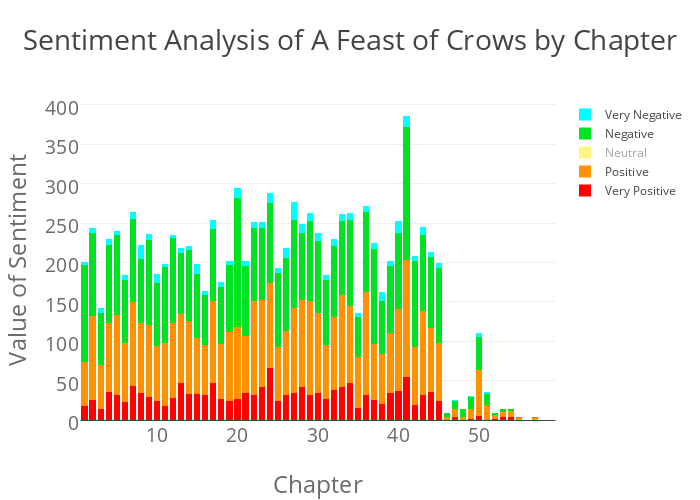 Sentiment Analysis of A Feast of Crows by Chapter
Value of Sentiment
400
350
300
250
200
150
100
50
0
10
20
30
40
50
Chapter
Very Negative
Negative
Neutral
Positive
Very Positive